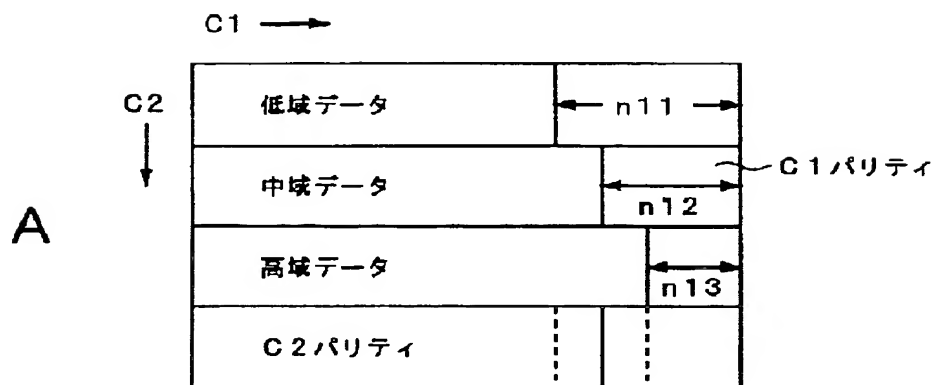 C1
C2
低域データ
n11
C1パリティ
中域データ
n12
A
高域データ
n13
C2パリティ